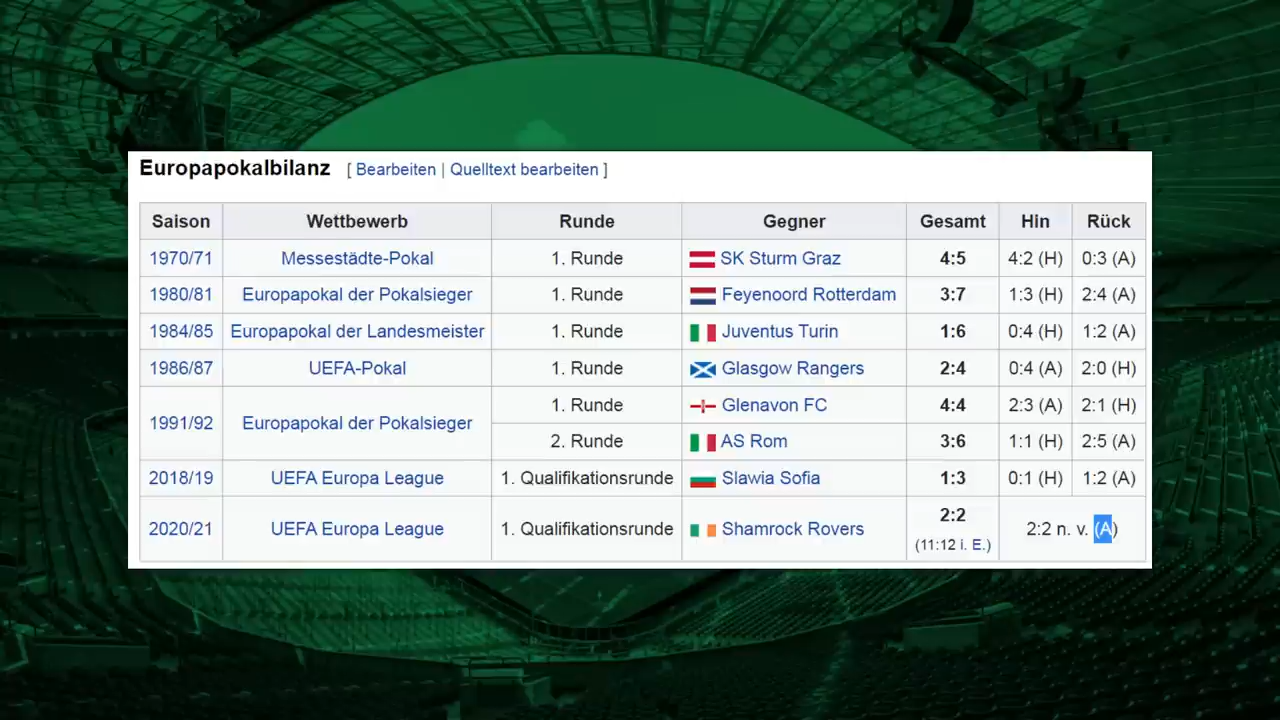 Europapokalbilanz [ Bearbeiten | Quelltext bearbeiten ]
Saison Wettbewerb Runde Gegner Gesamt Hin Rück
1970/71 Messestädte-Pokal 1. Runde SK Sturm Graz 4:5 4:2 (H) 0:3 (A)
1980/81 Europapokal der Pokalsieger 1. Runde Feyenoord Rotterdam 3:7 1:3 (H) 2:4 (A)
1984/85 Europapokal der Landesmeister 1. Runde Juventus Turin 1:6 0:4 (H) 1:2 (A)
1986/87 UEFA-Pokal 1. Runde Glasgow Rangers 2:4 0:4 (A) 2:0 (H)
1991/92 Europapokal der Pokalsieger 1. Runde Glenavon FC 4:4 2:3 (A) 2:1 (H)
2. Runde AS Rom 3:6 1:1 (H) 2:5 (A)
2018/19 UEFA Europa League 1. Qualifikationsrunde Slawia Sofia 1:3 0:1 (H) 1:2 (A)
2020/21 UEFA Europa League 1. Qualifikationsrunde Shamrock Rovers 2:2 2:2 n. v. (A)
(11:12 i. E.)